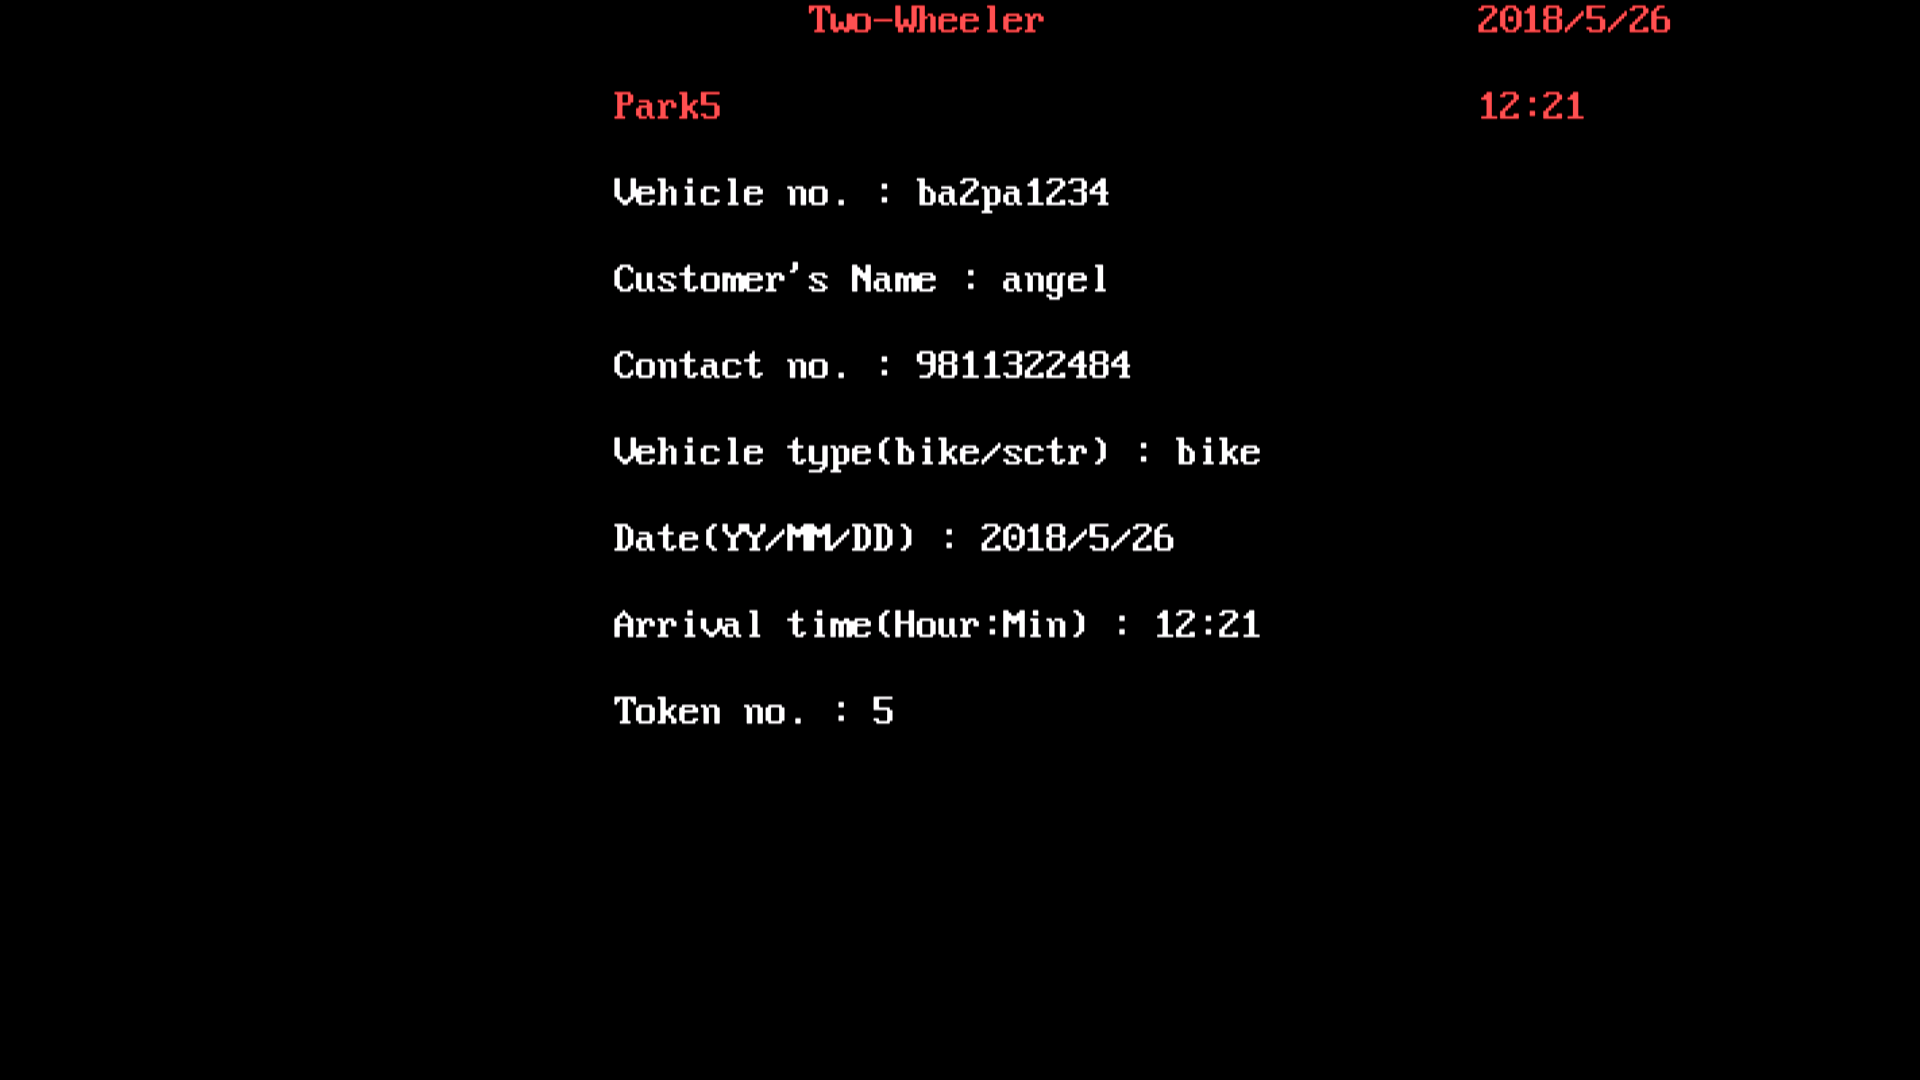 Two-Wheeler 2018/5/26
Park5 12:21
Vehicle no. : ba2pa1234
Customer's Name : angel
Contact no. : 9811322484
Vehicle type(bike/sctr) : bike
Date(YY/MM/DD) : 2018/5/26
Arrival time(Hour:Min) : 12:21
Token no. : 5